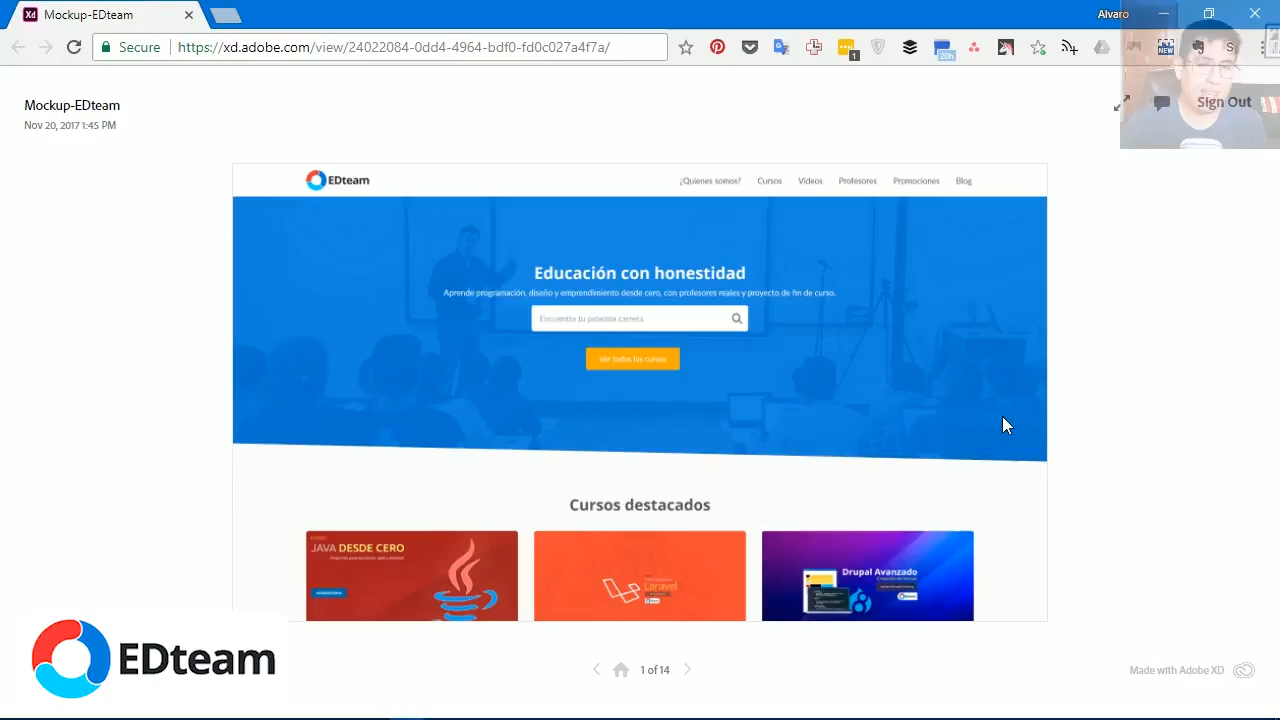 Mockup-EDteam
Alvaro
Secure
https://xd.adobe.com/view/24022084-0dd4-4964-bdf0-fd0c027a4f7a/
1
20h
NEW
Mockup-EDteam
Nov 20, 2017 1:45 PM
Sign Out
EDteam
¿Quienes somos? Cursos Videos Profesores Promociones Blog
Educación con honestidad
Aprende programación, diseño y emprendimiento desde cero, con profesores reales y proyecto de fin de curso.
Encuentra tu próxima carrera
Ver todos los cursos
Cursos destacados
JAVA DESDE CERO
Laravel
Drupal Avanzado
EDteam
1 of 14
Made with Adobe XD